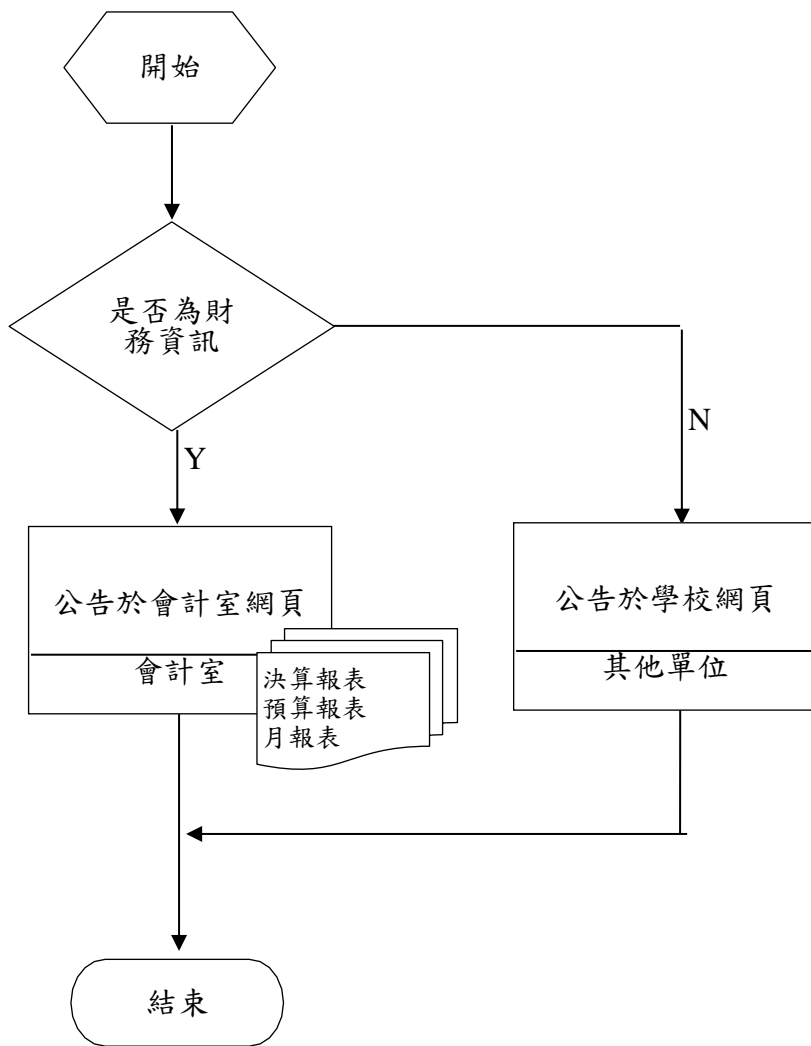 開始
是否為財
務資訊
N
Y
公告於會計室網頁
會計室
決算報表
預算報表
月報表
公告於學校網頁
其他單位
結束